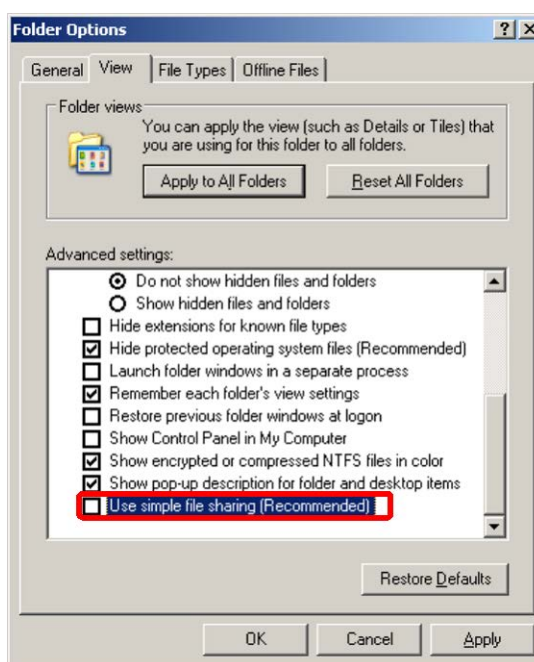 Folder Options
General View File Types Offline Files
Folder views
You can apply the view (such as Details or Tiles) that
you are using for this folder to all folders.
Apply to All Folders Reset All Folders
Advanced settings:
Do not show hidden files and folders
Show hidden files and folders
Hide extensions for known file types
Hide protected operating system files (Recommended)
Launch folder windows in a separate process
Remember each folder's view settings
Restore previous folder windows at logon
Show Control Panel in My Computer
Show encrypted or compressed NTFS files in color
Show pop-up description for folder and desktop items
Use simple file sharing (Recommended)
Restore Defaults
OK Cancel Apply